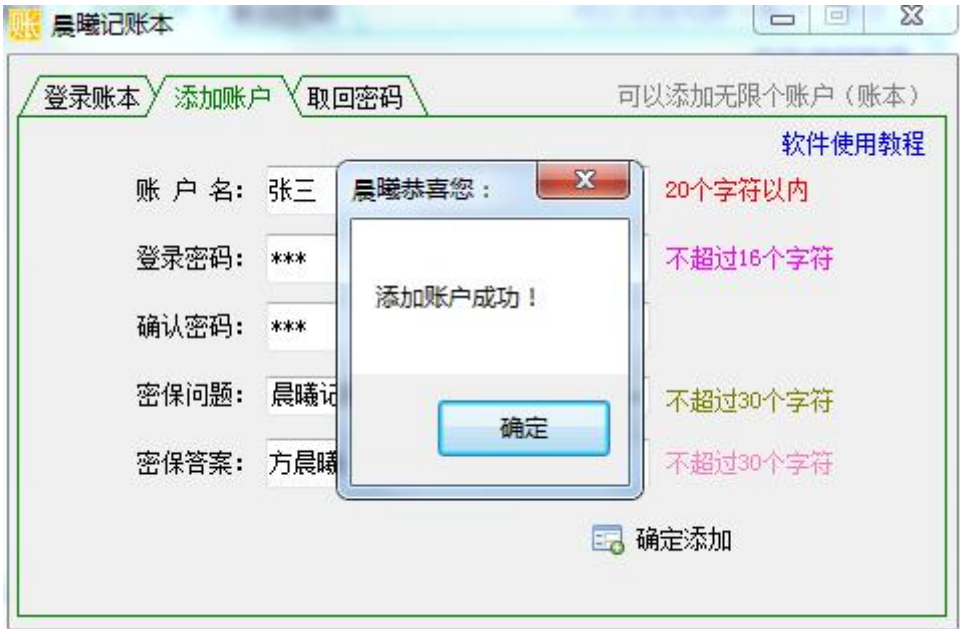 晨曦记账本
登录账本 添加账户 取回密码 可以添加无限个账户（账本）
软件使用教程
账 户 名： 张三 20个字符以内
登录密码： *** 不超过16个字符
确认密码： ***
密保问题： 晨曦记 不超过30个字符
密保答案： 方晨曦 不超过30个字符
确定添加
晨曦恭喜您：
添加账户成功！
确定